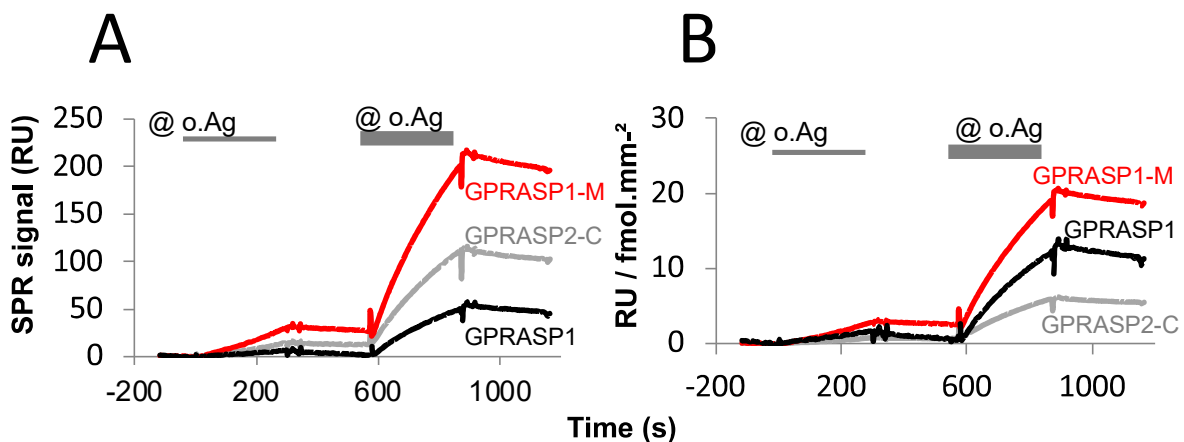 A
SPR signal (RU)
250
200
150
100
50
0
@ o.Ag
@ o.Ag
GPRASP1-M
GPRASP2-C
GPRASP1
-200 200 600 1000
B
RU / fmol.mm-²
30
20
10
0
@ o.Ag
@ o.Ag
GPRASP1-M
GPRASP1
GPRASP2-C
-200 200 600 1000
Time (s)